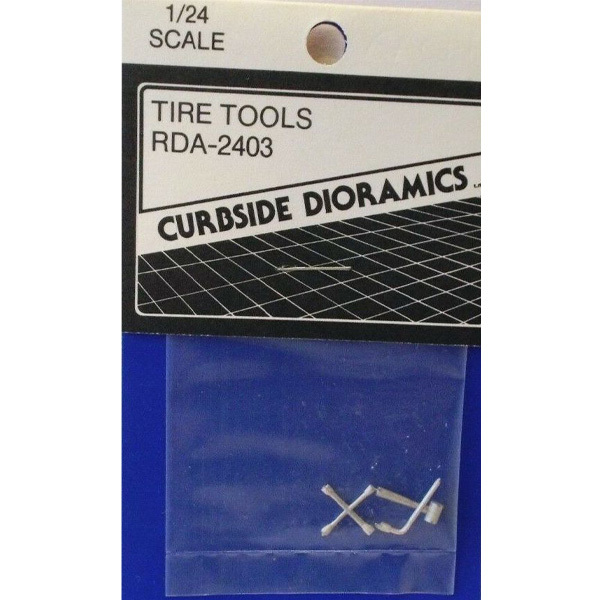 1/24
SCALE
TIRE TOOLS
RDA-2403
CURBSIDE DIORAMICS